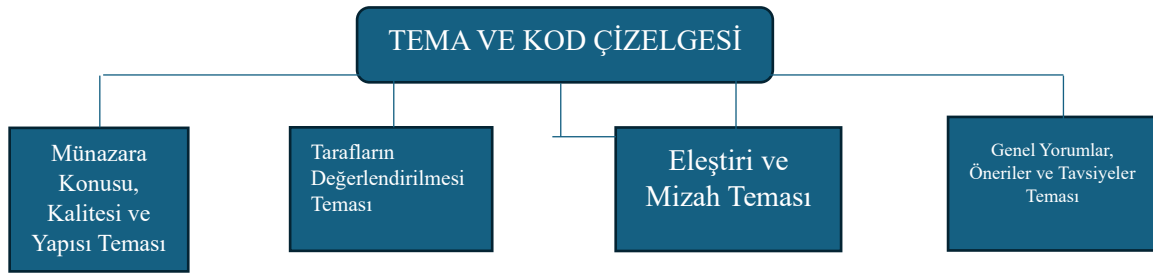 TEMA VE KOD ÇİZELGESİ
Münazara
Konusu,
Kalitesi ve
Yapısı Teması
Tarafların
Değerlendirilmesi
Teması
Eleştiri ve
Mizah Teması
Genel Yorumlar,
Öneriler ve Tavsiyeler
Teması